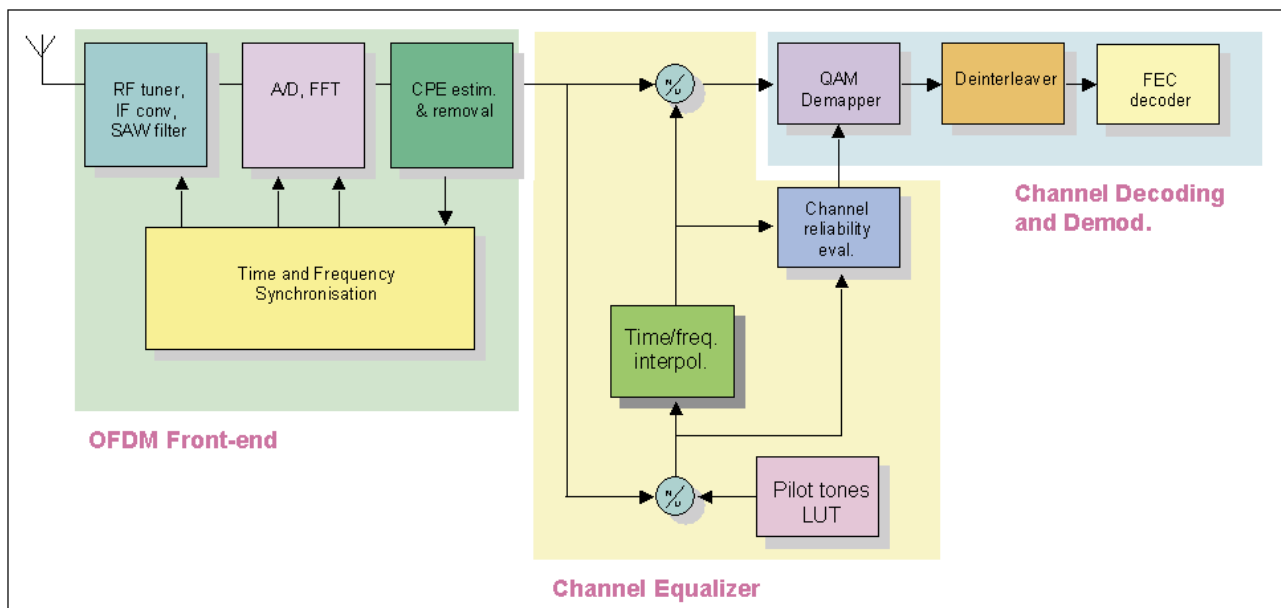 RF tuner,
IF conv,
SAW filter
A/D, FFT
CPE estim.
& removal
N/D
QAM
Demapper
Deinterleaver
FEC
decoder
Time and Frequency
Synchronisation
Channel
reliability
eval.
Channel Decoding
and Demod.
Time/freq.
interpol.
OFDM Front-end
N/D
Pilot tones
LUT
Channel Equalizer